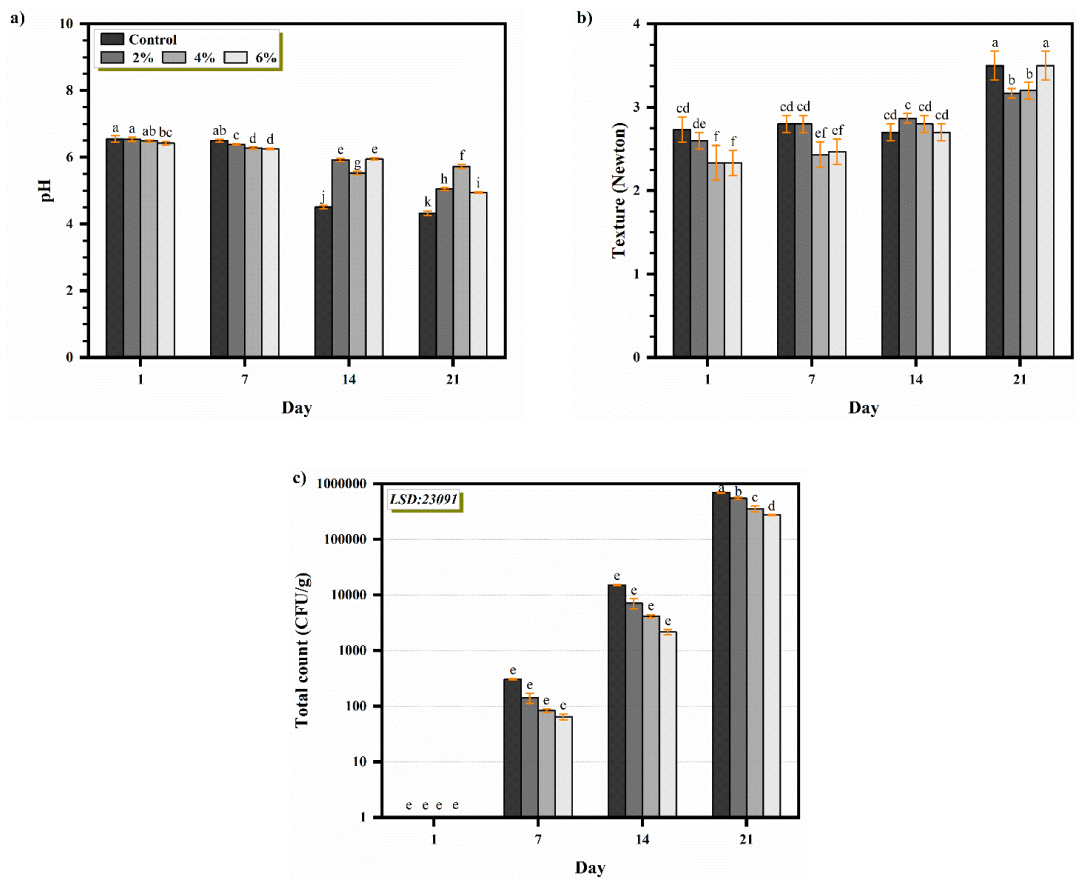 a)
10
8
6
4
2
0
pH
Control
2% 4% 6%
a a ab bc
ab c d d
j e g e
k h f i
1 7 14 21
Day
b)
4
3
2
1
0
Texture (Newton)
cd de f f
cd cd ef ef
cd c cd cd
a b b a
1 7 14 21
Day
c)
1000000
100000
10000
1000
100
10
1
Total count (CFU/g)
LSD:23091
e e e e
e e e e
e e e e
a b c d
1 7 14 21
Day